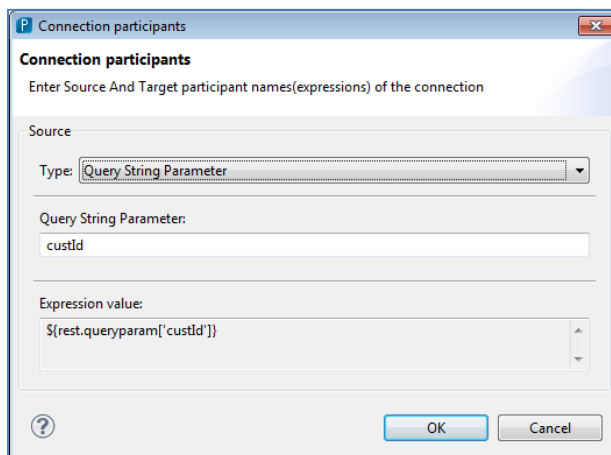 Connection participants
Connection participants
Enter Source And Target participant names(expressions) of the connection
Source
Type: Query String Parameter
Query String Parameter:
custId
Expression value:
${rest.queryparam['custId']}
OK Cancel